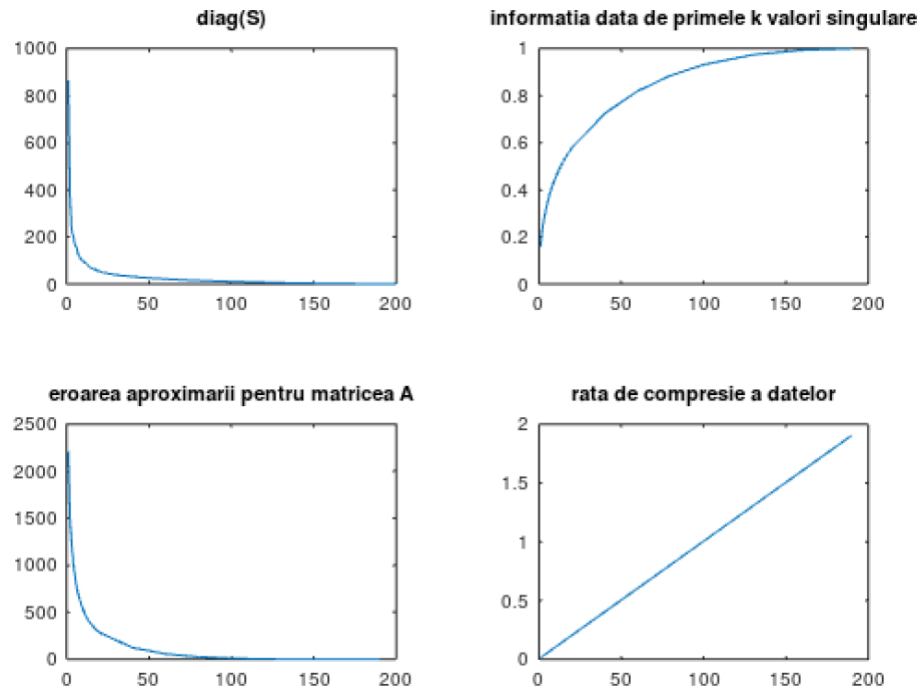 diag(S)
1000
800
600
400
200
0
0 50 100 150 200
informatia data de primele k valori singulare
1
0.8
0.6
0.4
0.2
0
0 50 100 150 200
eroarea aproximarii pentru matricea A
2500
2000
1500
1000
500
0
0 50 100 150 200
rata de compresie a datelor
2
1.5
1
0.5
0
0 50 100 150 200